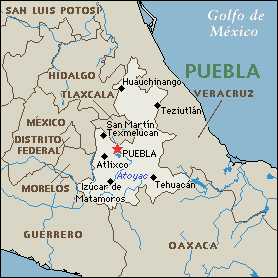 SAN LUIS POTOSÍ
Golfo de
México
HIDALGO
PUEBLA
Huauchinango
TLAXCALA
VERACRUZ
Teziutlán
MÉXICO
San Martín
Texmelucan
DISTRITO
FEDERAL
PUEBLA
Atlixco
Atoyac
MORELOS
Izúcar de
Matamoros
Tehuacán
GUERRERO
OAXACA